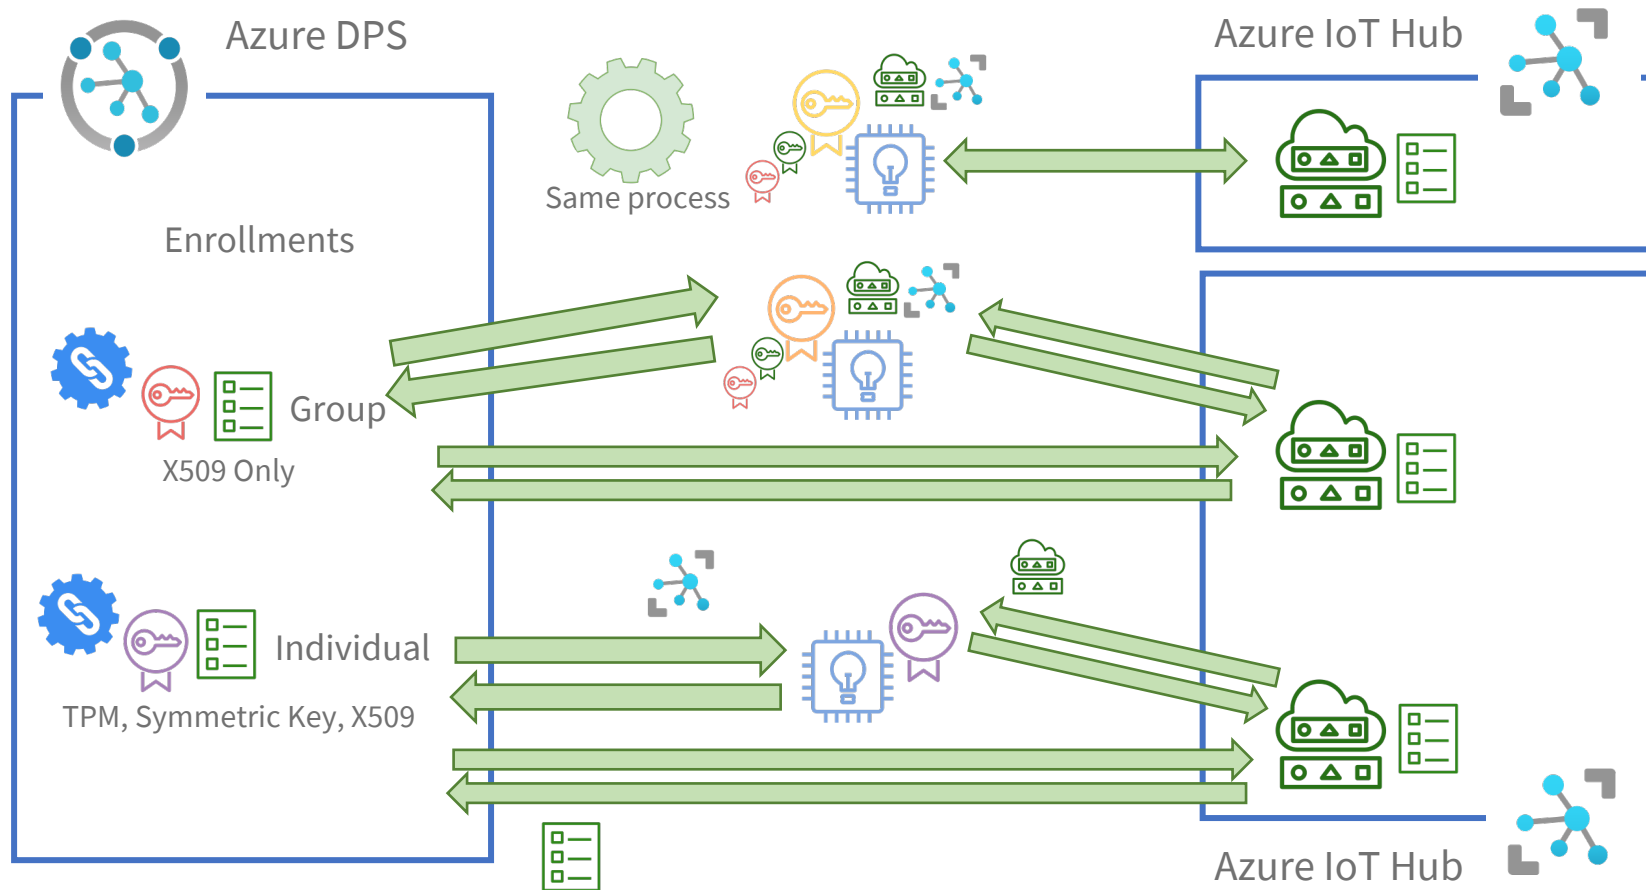 Azure DPS
Azure IoT Hub
Same process
Enrollments
Group
X509 Only
Individual
TPM, Symmetric Key, X509
Azure IoT Hub